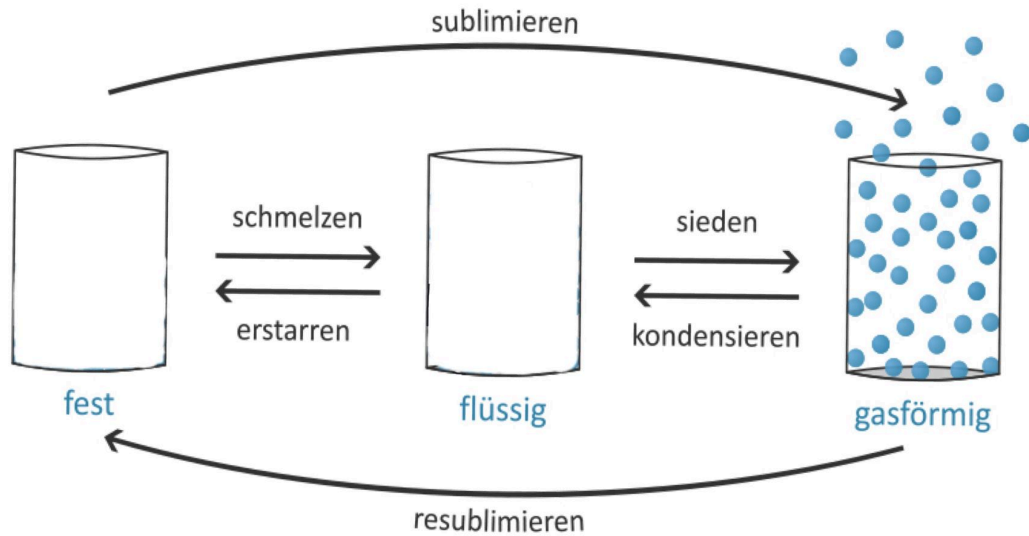 sublimieren
schmelzen
sieden
erstarren
kondensieren
fest
flüssig
gasförmig
resublimieren